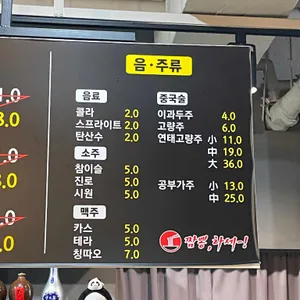 음·주류
음료
콜라 2.0
스프라이트 2.0
탄산수 2.0
소주
참이슬 5.0
진로 5.0
시원 5.0
맥주
카스 5.0
테라 5.0
칭따오 7.0
중국술
이과두주 4.0
고량주 6.0
연태고량주 小 11.0
中 19.0
大 36.0
공부가주 小 13.0
中 25.0
짬뽕, 하세~!